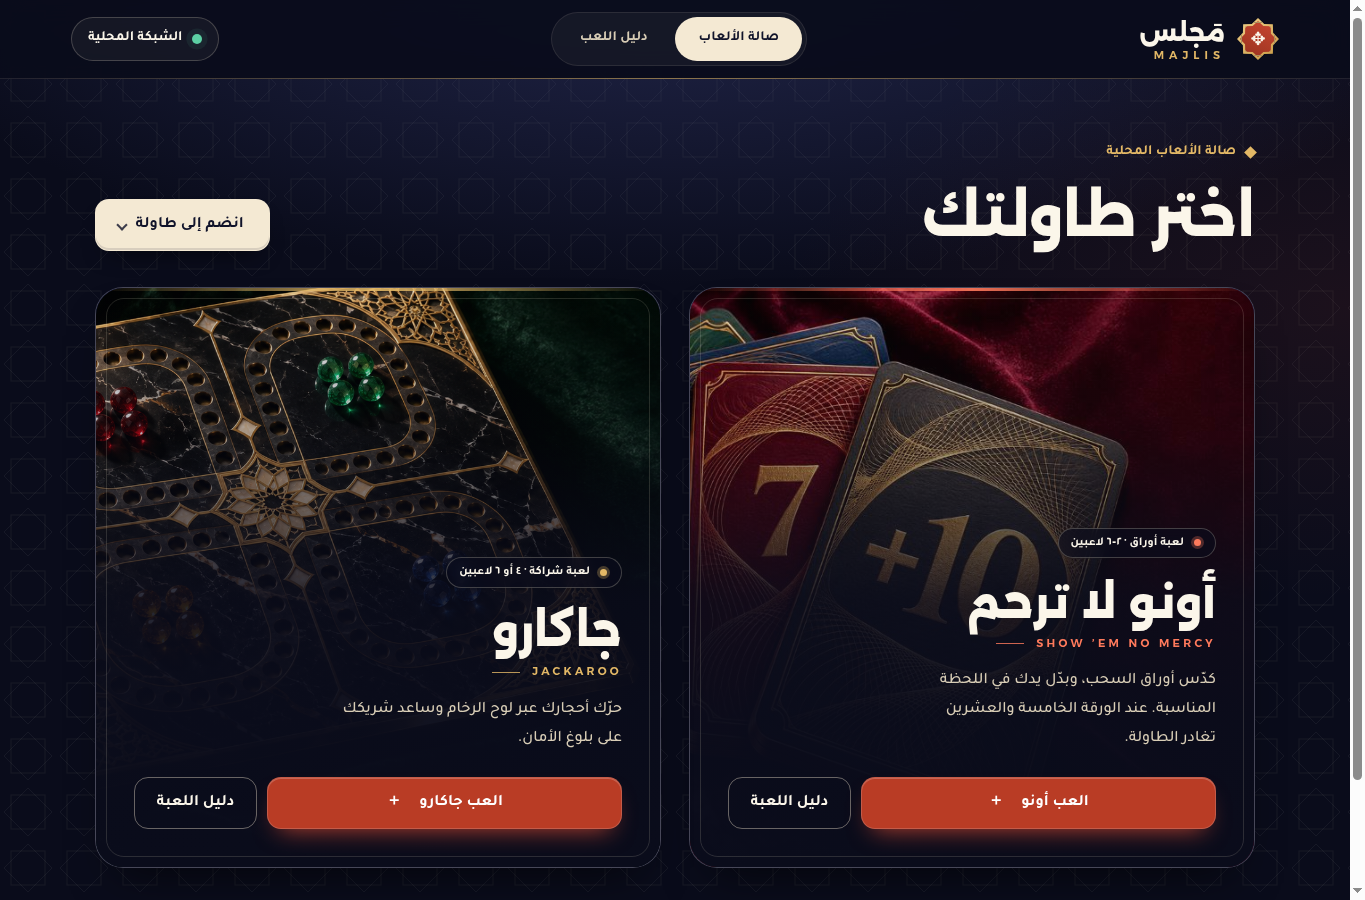 مَجلس
MAJLIS
صالة الألعاب
دليل اللعب
الشبكة المحلية
صالة الألعاب المحلية
اختر طاولتك
انضم إلى طاولة
7
+10
لعبة أوراق · ٢-٦ لاعبين
أونو لا ترحم
SHOW 'EM NO MERCY
كدّس أوراق السحب، وبدّل يدك في اللحظة
المناسبة. عند الورقة الخامسة والعشرين
تغادر الطاولة.
العب أونو +
دليل اللعبة
لعبة شراكة · ٤ أو ٦ لاعبين
جاكارو
JACKAROO
حرّك أحجارك عبر لوح الرخام وساعد شريكك
على بلوغ الأمان.
العب جاكارو +
دليل اللعبة